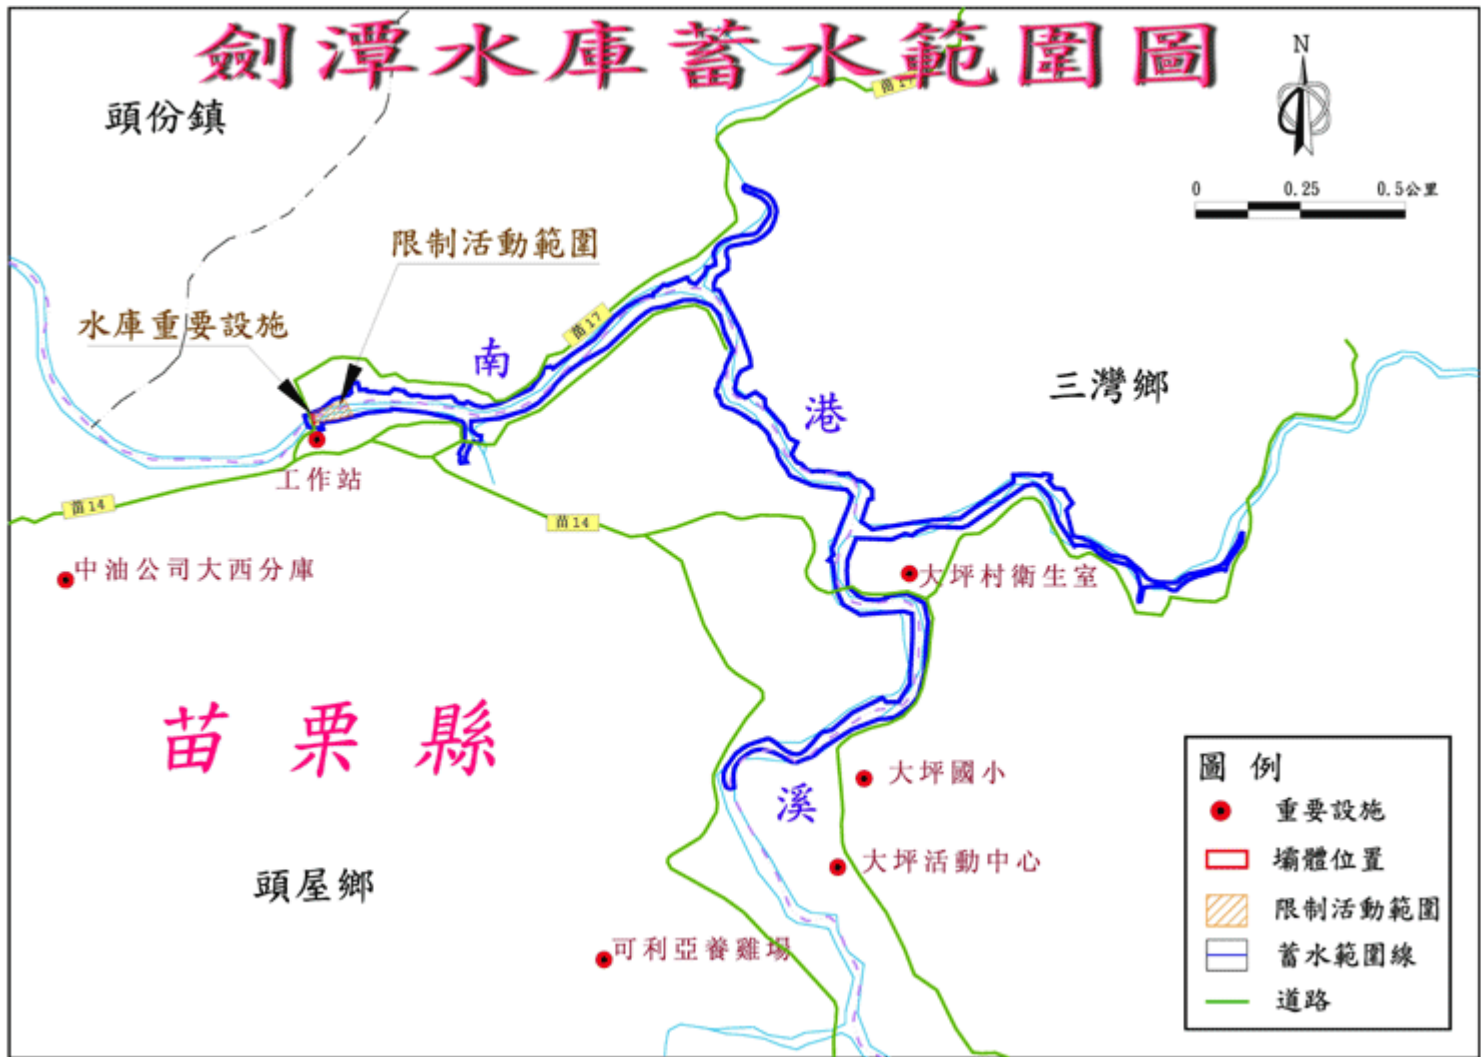 劍潭水庫蓄水範圍圖
苗17
頭份鎮
N
0 0.25 0.5公里
限制活動範圍
水庫重要設施
苗17
南
港
溪
三灣鄉
工作站
苗14
苗14
中油公司大西分庫
大坪村衛生室
苗栗縣
大坪國小
大坪活動中心
頭屋鄉
可利亞養雞場
圖例
重要設施
壩體位置
限制活動範圍
蓄水範圍線
道路